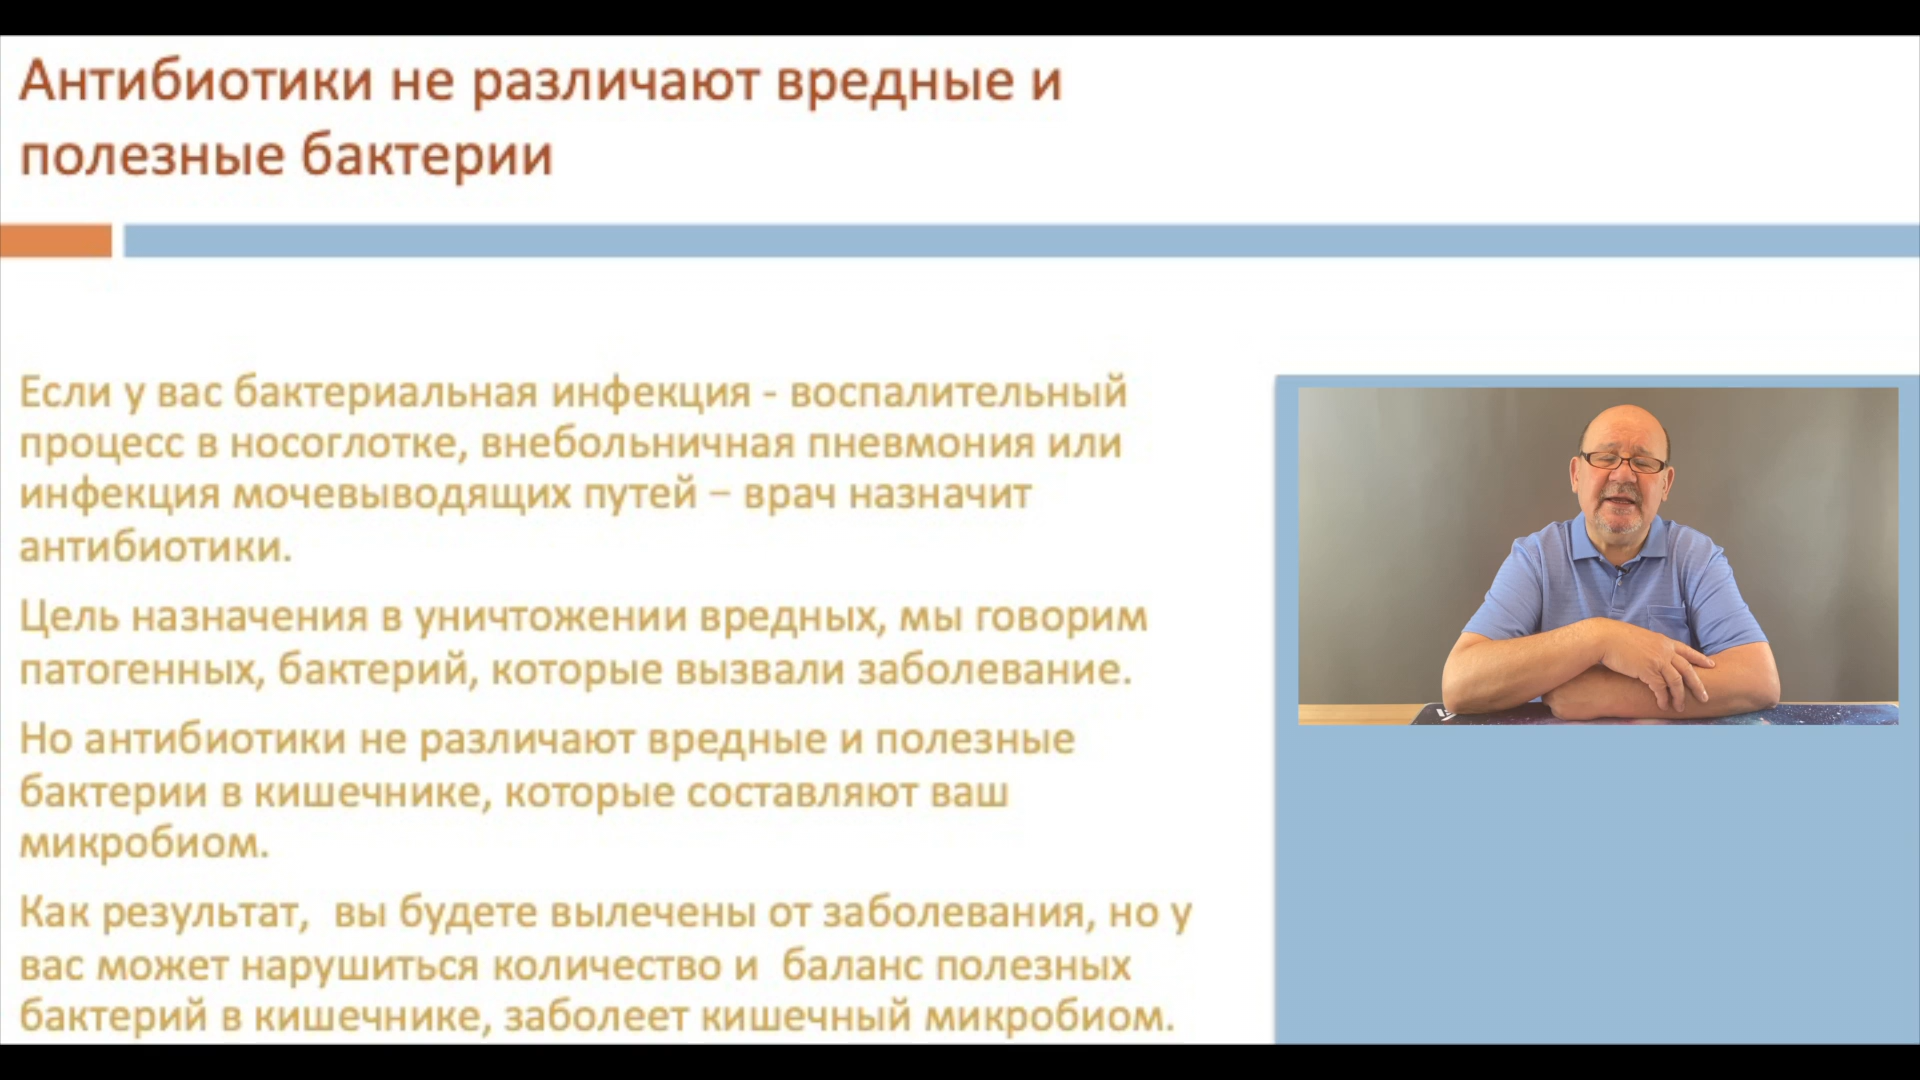 Антибиотики не различают вредные и
полезные бактерии
Если у вас бактериальная инфекция - воспалительный
процесс в носоглотке, внебольничная пневмония или
инфекция мочевыводящих путей – врач назначит
антибиотики.
Цель назначения в уничтожении вредных, мы говорим
патогенных, бактерий, которые вызвали заболевание.
Но антибиотики не различают вредные и полезные
бактерии в кишечнике, которые составляют ваш
микробиом.
Как результат, вы будете вылечены от заболевания, но у
вас может нарушиться количество и баланс полезных
бактерий в кишечнике, заболеет кишечный микробиом.